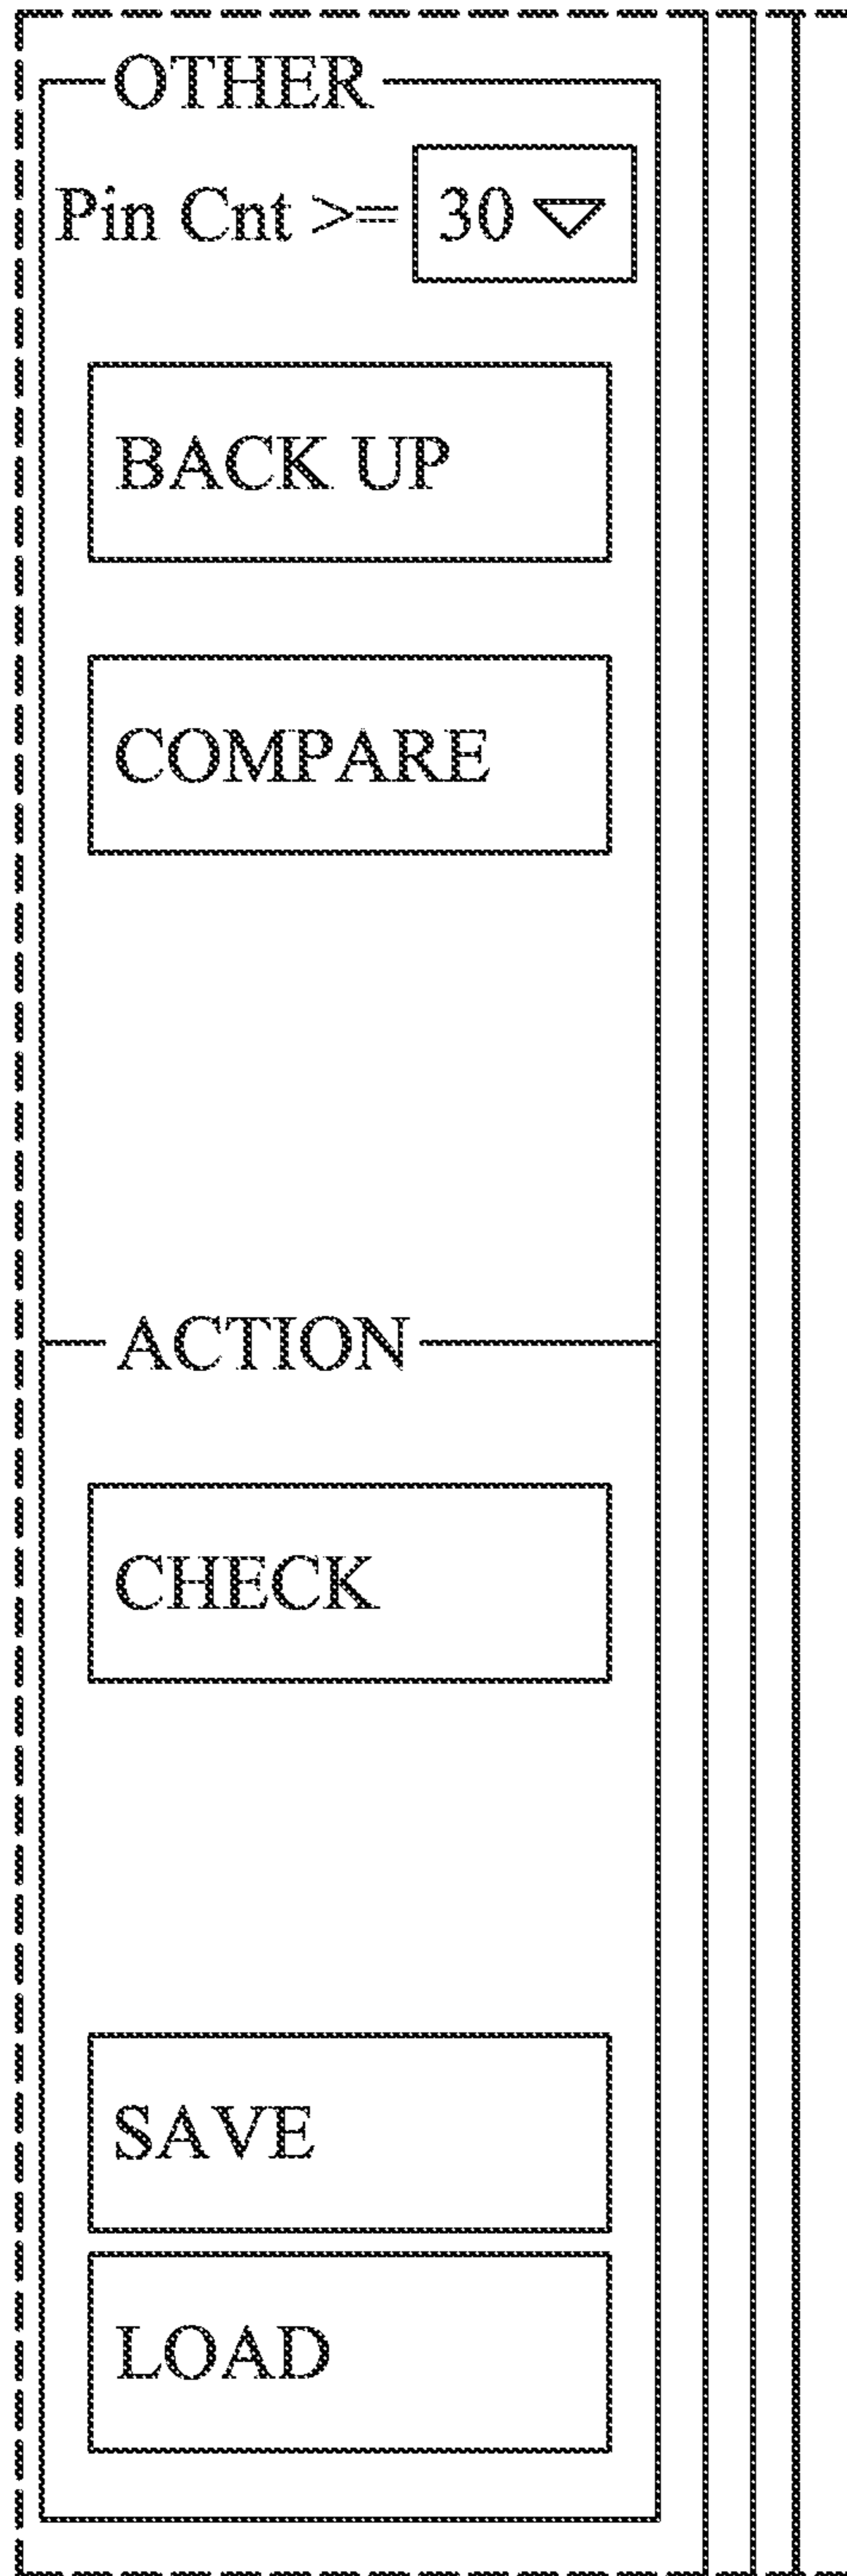 OTHER
Pin Cnt >= 30
BACK UP
COMPARE
ACTION
CHECK
SAVE
LOAD